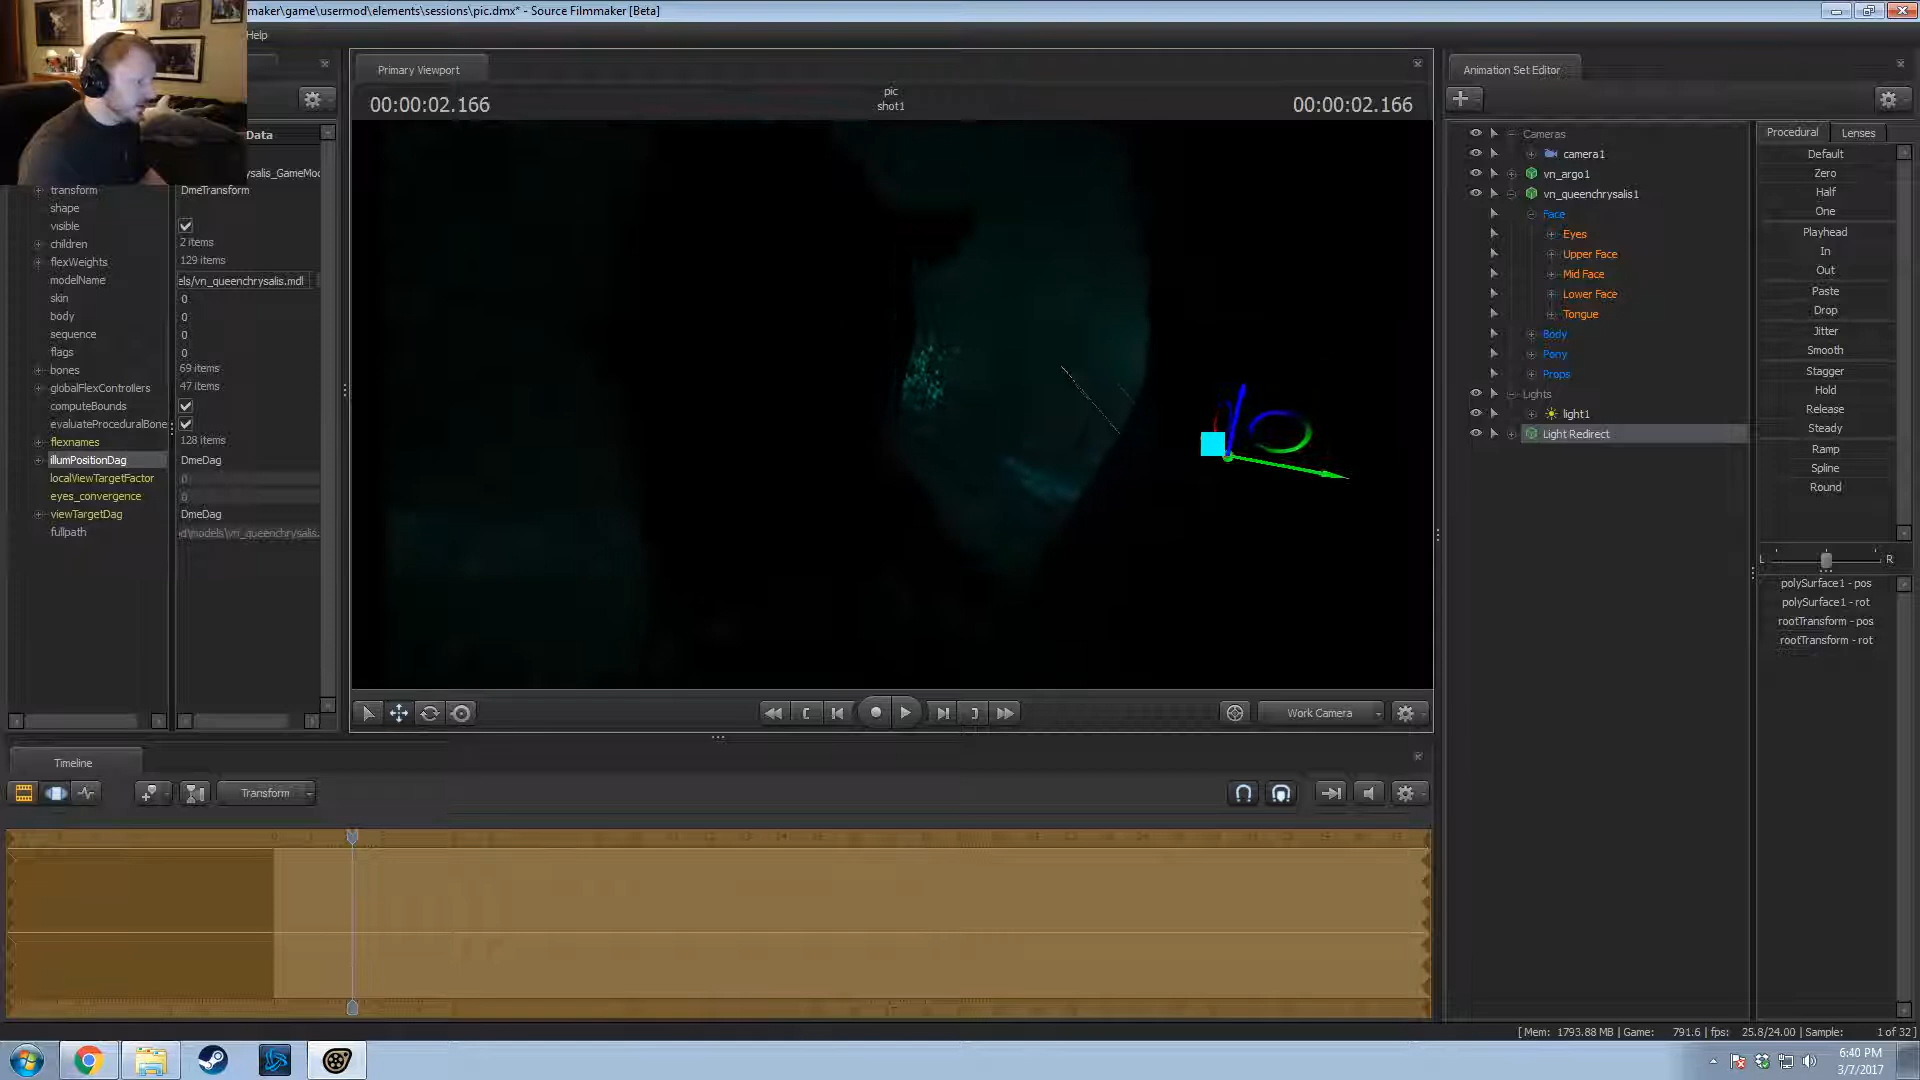 maker\game\usermod\elements\sessions\pic.dmx* - Source Filmmaker [Beta]
Help
Primary Viewport
Animation Set Editor
00:00:02.166
pic
shot1
00:00:02.166
Data
transform
DmeTransform
shape
visible
children
2 items
flexWeights
129 items
modelName
els/vn_queenchrysalis.mdl
skin
0
body
0
sequence
0
flags
0
bones
69 items
globalFlexControllers
47 items
computeBounds
evaluateProceduralBone
flexnames
128 items
illumPositionDag
DmeDag
localViewTargetFactor
0
eyes_convergence
0
viewTargetDag
DmeDag
fullpath
d\models\vn_queenchrysalis.
Cameras
camera1
vn_argo1
vn_queenchrysalis1
Face
Eyes
Upper Face
Mid Face
Lower Face
Tongue
Body
Pony
Props
Lights
light1
Light Redirect
Procedural
Lenses
Default
Zero
Half
One
Playhead
In
Out
Paste
Drop
Jitter
Smooth
Stagger
Hold
Release
Steady
Ramp
Spline
Round
L
R
polySurface1 - pos
polySurface1 - rot
rootTransform - pos
rootTransform - rot
Work Camera
Timeline
Transform
[ Mem: 1793.88 MB | Game: 791.6 | fps: 25.8/24.00 | Sample: 1 of 32 ]
6:40 PM
3/7/2017